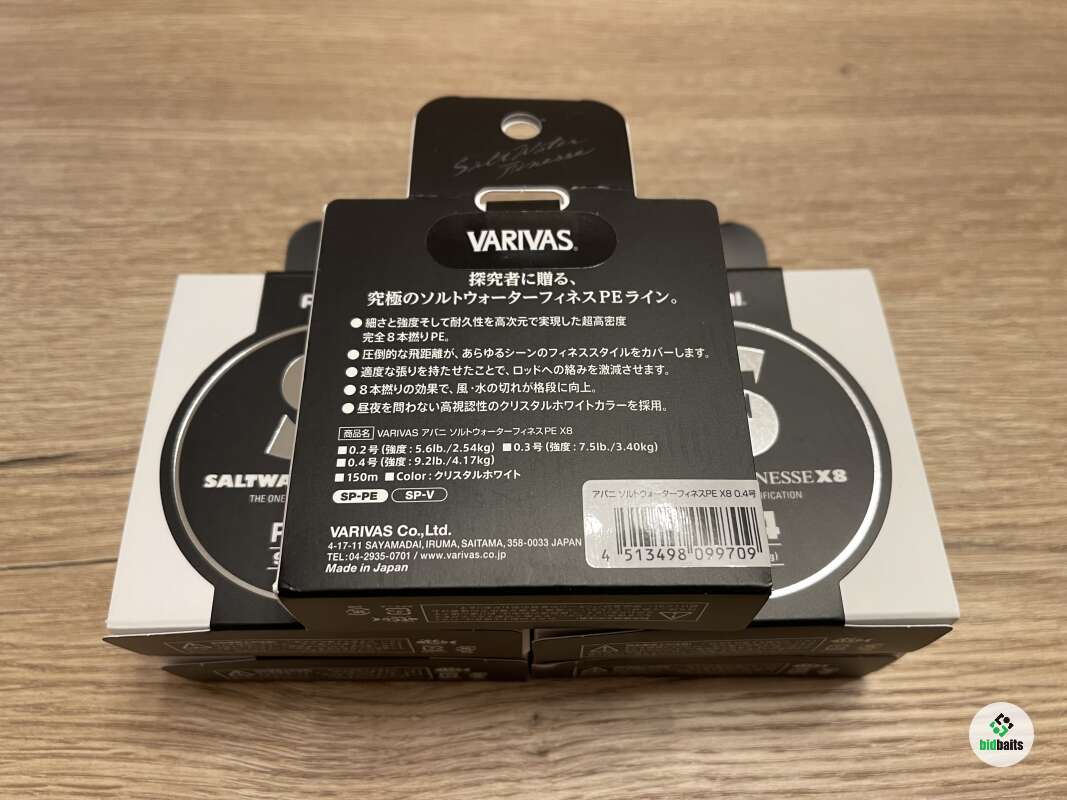 Salt Water
Finesse
VARIVAS®
探究者に贈る、
究極のソルトウォーターフィネスPEライン。
●細さと強度そして耐久性を高次元で実現した超高密度
完全8本撚りPE。
●圧倒的な飛距離が、あらゆるシーンのフィネススタイルをカバーします。
●適度な張りを持たせたことで、ロッドへの絡みを激減させます。
●8本撚りの効果で、風・水の切れが格段に向上。
●昼夜を問わない高視認性のクリスタルホワイトカラーを採用。
商品名 VARIVAS アバニ ソルトウォーターフィネスPE X8
■0.2号(強度:5.6lb./2.54kg) ■0.3号(強度:7.5lb./3.40kg)
■0.4号(強度:9.2lb./4.17kg)
■150m ■Color:クリスタルホワイト
SP-PE SP-V
VARIVAS Co.,Ltd.
4-17-11 SAYAMADAI, IRUMA, SAITAMA, 358-0033 JAPAN
TEL:04-2935-0701 / www.varivas.co.jp
Made in Japan
アバニ ソルトウォーターフィネスPE X8 0.4号
4 513498 099709
SALTWA
THE ONE
NESSE X8
IFICATION
4
bidbaits